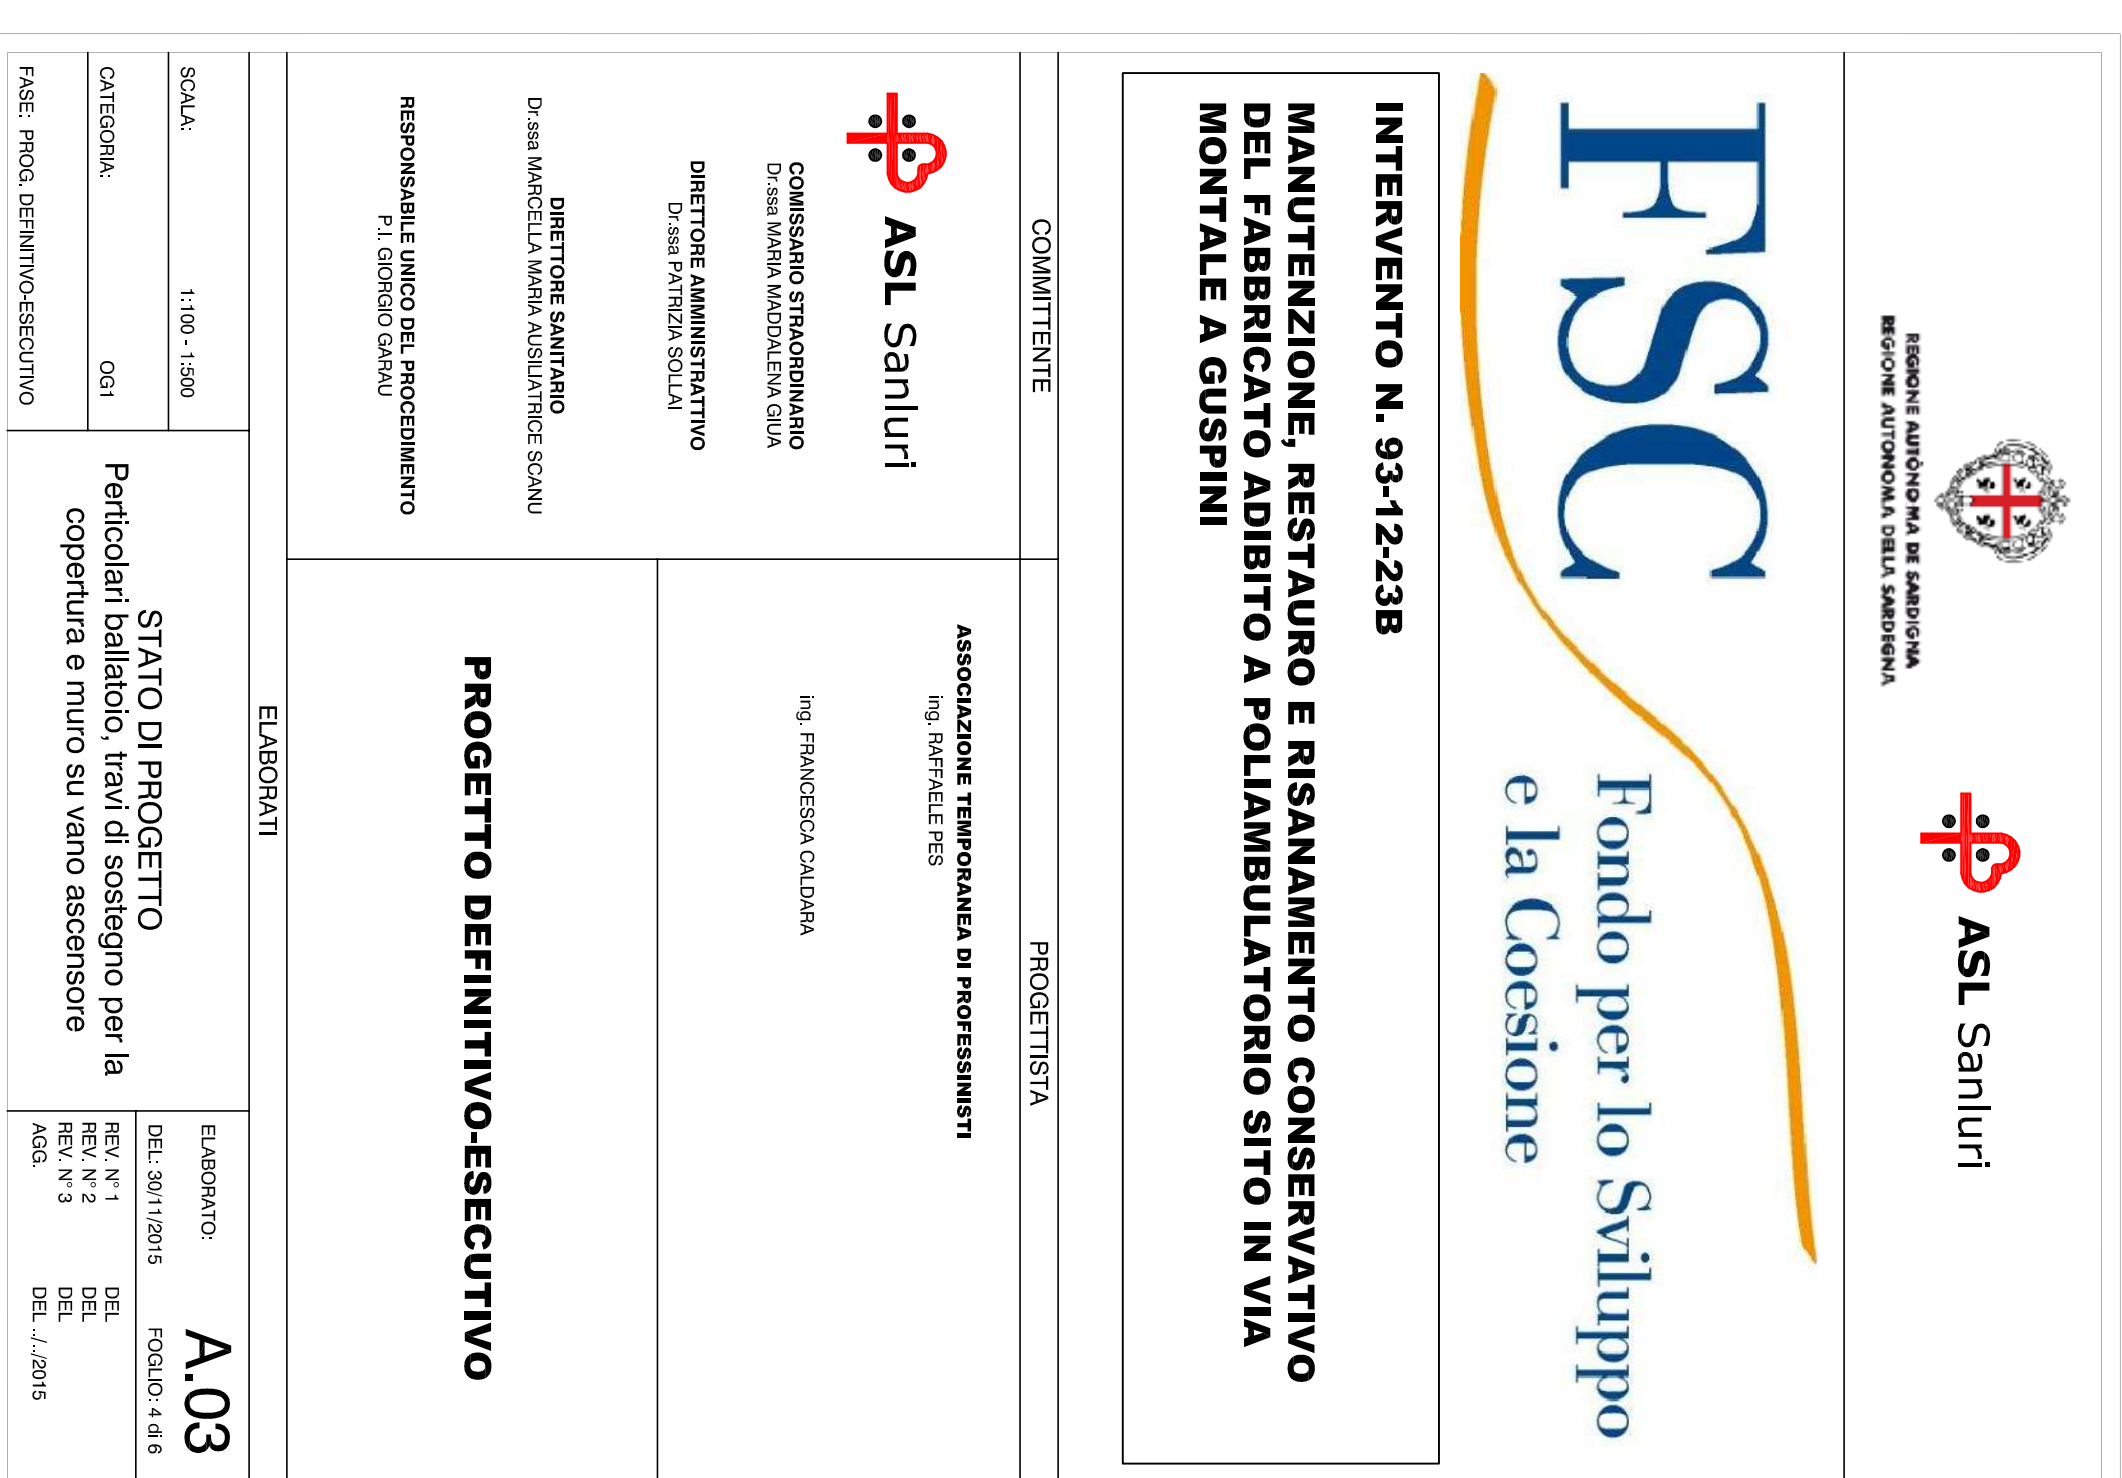 REGIONE AUTÒNOMA DE SARDIGNA
REGIONE AUTONOMA DELLA SARDEGNA
ASL Sanluri
FSC
Fondo per lo Sviluppo
e la Coesione
INTERVENTO N. 93-12-23B
MANUTENZIONE, RESTAURO E RISANAMENTO CONSERVATIVO
DEL FABBRICATO ADIBITO A POLIAMBULATORIO SITO IN VIA
MONTALE A GUSPINI
COMMITTENTE
PROGETTISTA
ASL Sanluri
COMISSARIO STRAORDINARIO
Dr.ssa MARIA MADDALENA GIUA
DIRETTORE AMMINISTRATTIVO
Dr.ssa PATRIZIA SOLLAI
DIRETTORE SANITARIO
Dr.ssa MARCELLA MARIA AUSILIATRICE SCANU
RESPONSABILE UNICO DEL PROCEDIMENTO
P.I. GIORGIO GARAU
ASSOCIAZIONE TEMPORANEA DI PROFESSINISTI
ing. RAFFAELE PES
ing. FRANCESCA CALDARA
PROGETTO DEFINITIVO-ESECUTIVO
ELABORATI
SCALA: 1:100 - 1:500
CATEGORIA: OG1
FASE: PROG. DEFINITIVO-ESECUTIVO
STATO DI PROGETTO
Perticolari ballatoio, travi di sostegno per la
copertura e muro su vano ascensore
ELABORATO: A.03
DEL: 30/11/2015 FOGLIO: 4 di 6
REV. N° 1 DEL
REV. N° 2 DEL
REV. N° 3 DEL
AGG. DEL ../../2015